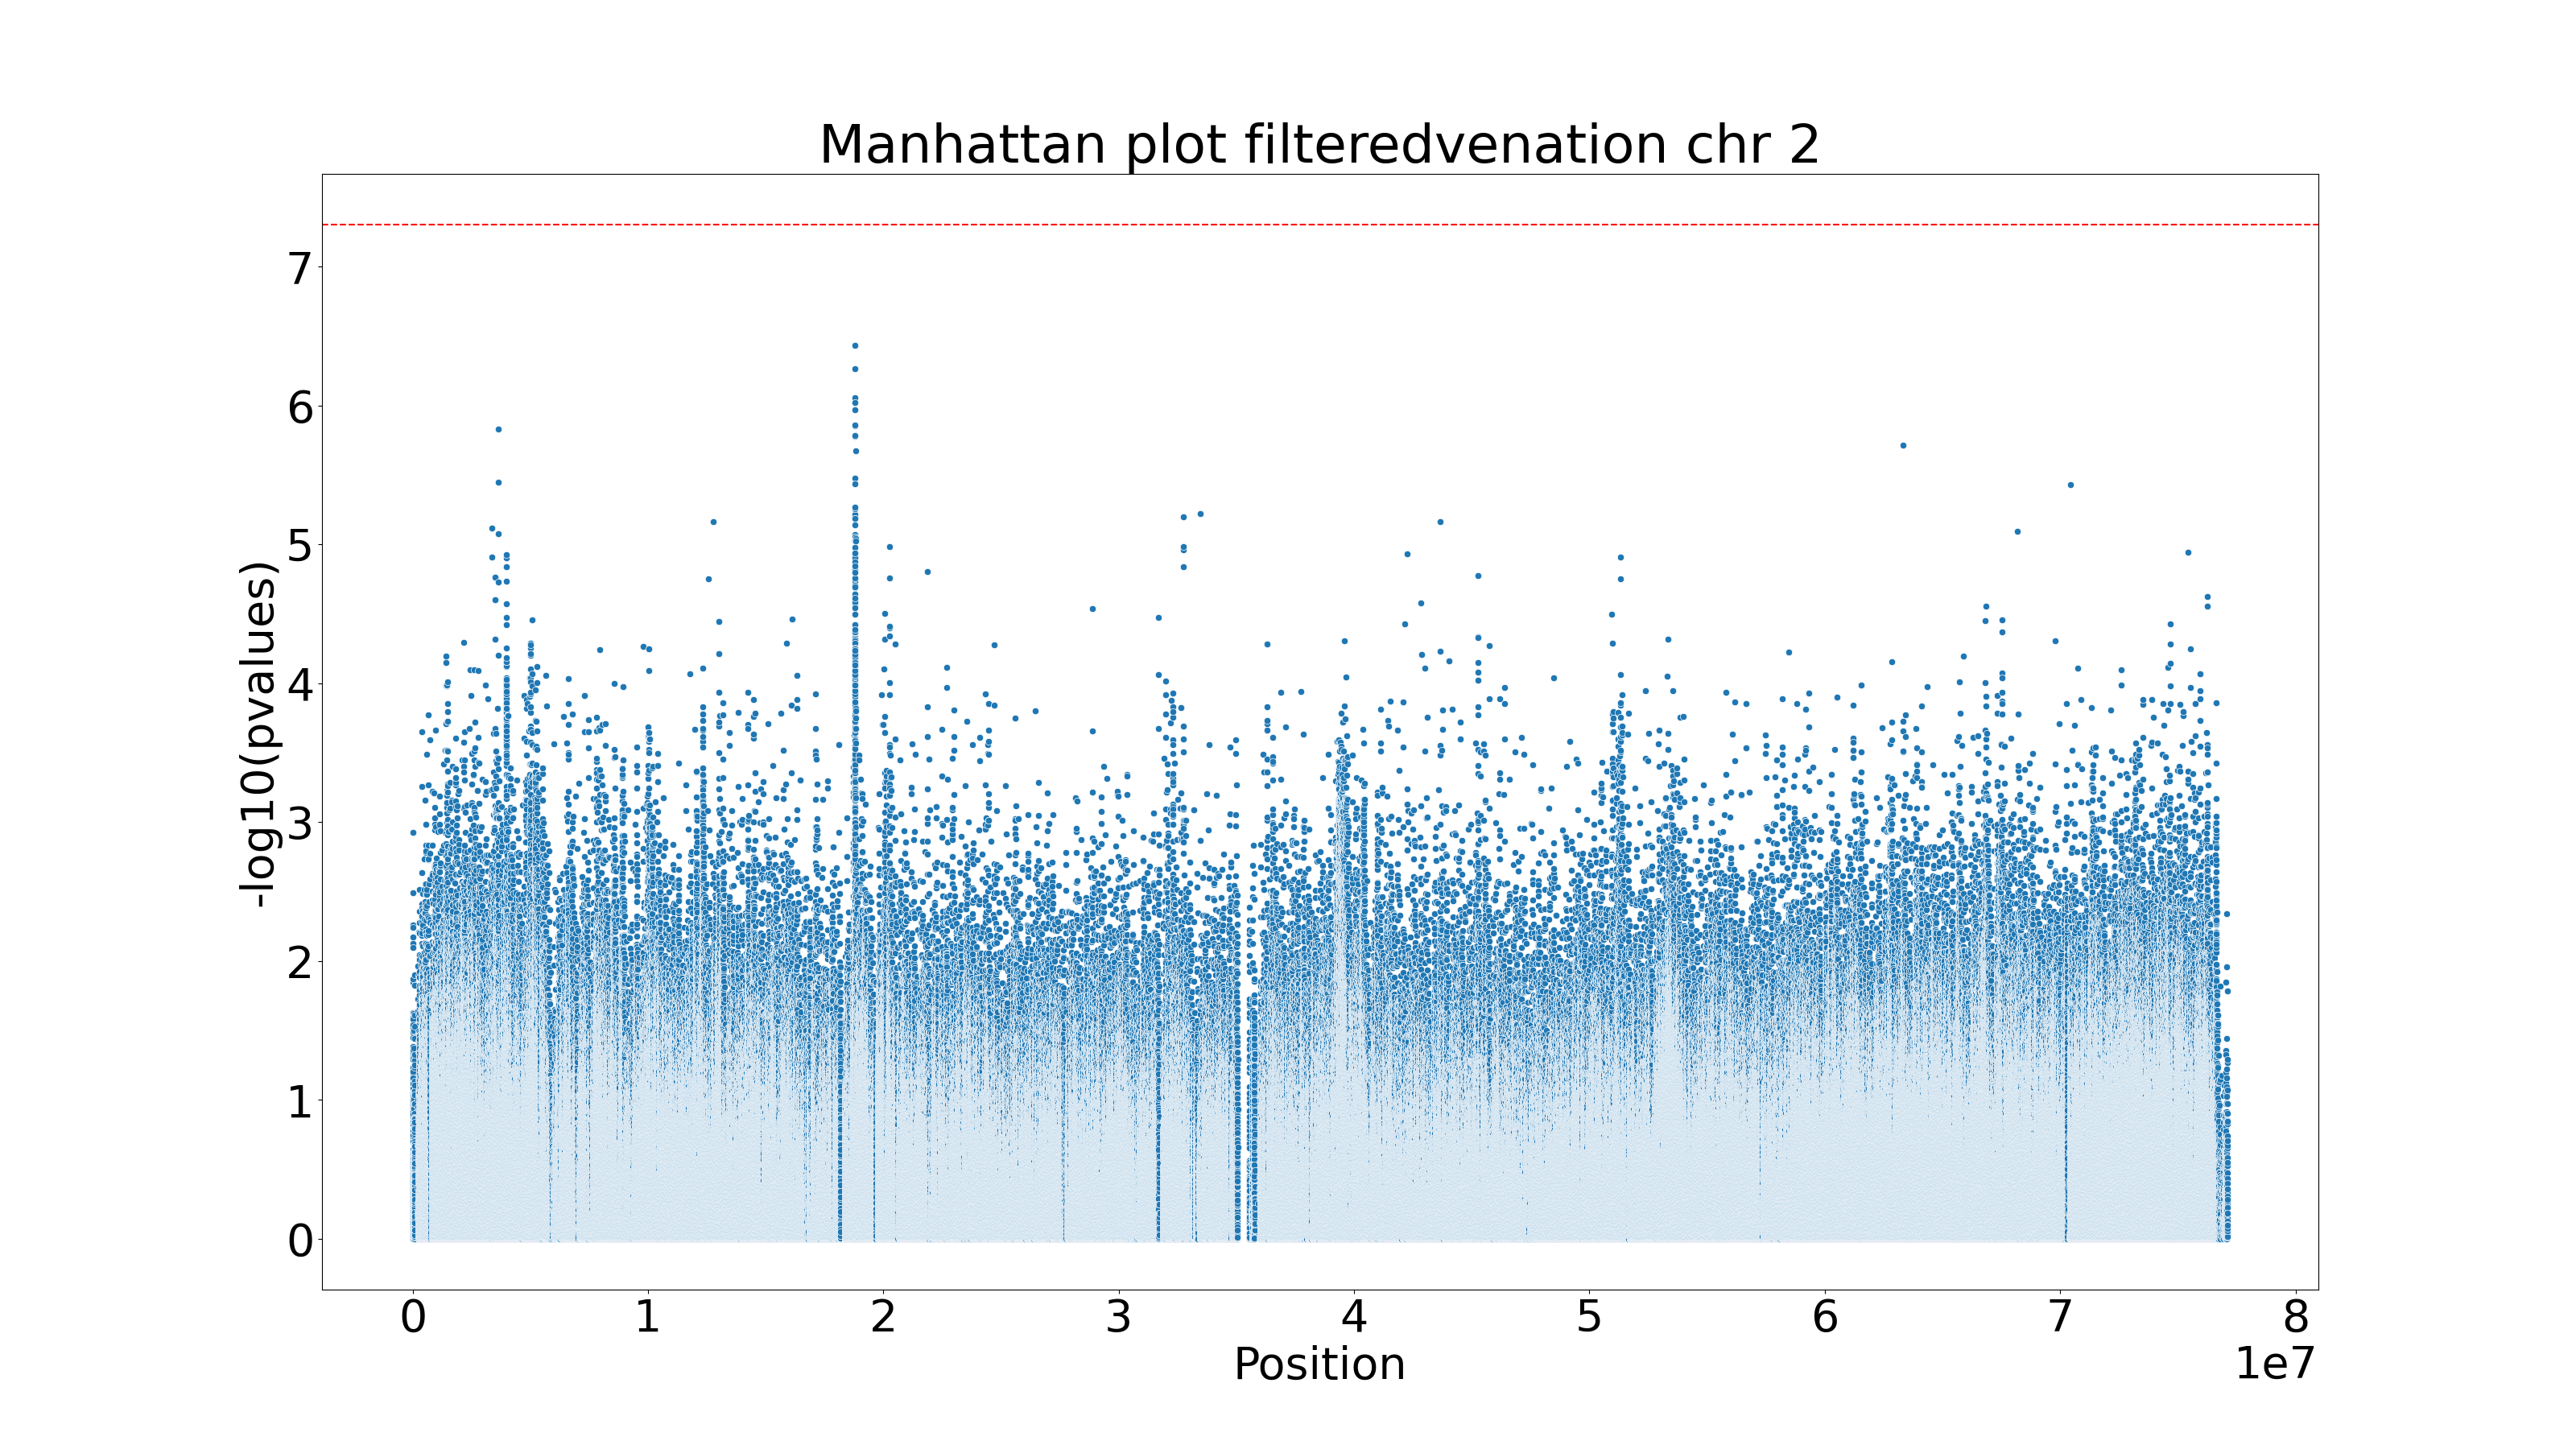 Manhattan plot filteredvenation chr 2
-log10(pvalues)
7
6
5
4
3
2
1
0
0 1 2 3 4 5 6 7 8
Position
1e7